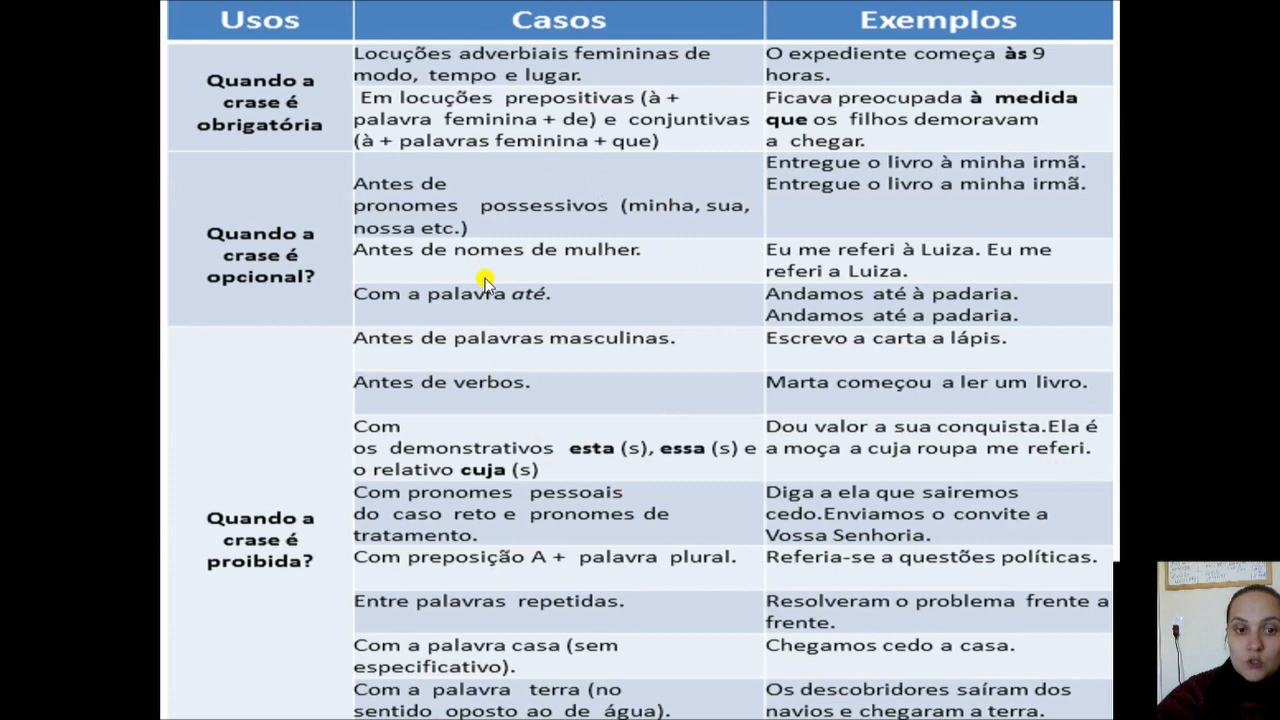 Usos
Casos
Exemplos
Quando a
crase é
obrigatória
Locuções adverbiais femininas de
modo, tempo e lugar.
O expediente começa às 9
horas.
Em locuções prepositivas (à +
palavra feminina + de) e conjuntivas
(à + palavras feminina + que)
Ficava preocupada à medida
que os filhos demoravam
a chegar.
Quando a
crase é
opcional?
Antes de
pronomes possessivos (minha, sua,
nossa etc.)
Entregue o livro à minha irmã.
Entregue o livro a minha irmã.
Antes de nomes de mulher.
Eu me referi à Luiza. Eu me
referi a Luiza.
Com a palavra até.
Andamos até à padaria.
Andamos até a padaria.
Quando a
crase é
proibida?
Antes de palavras masculinas.
Escrevo a carta a lápis.
Antes de verbos.
Marta começou a ler um livro.
Com
os demonstrativos esta (s), essa (s) e
o relativo cuja (s)
Dou valor a sua conquista.Ela é
a moça a cuja roupa me referi.
Com pronomes pessoais
do caso reto e pronomes de
tratamento.
Diga a ela que sairemos
cedo.Enviamos o convite a
Vossa Senhoria.
Com preposição A + palavra plural.
Referia-se a questões políticas.
Entre palavras repetidas.
Resolveram o problema frente a
frente.
Com a palavra casa (sem
especificativo).
Chegamos cedo a casa.
Com a palavra terra (no
sentido oposto ao de água).
Os descobridores saíram dos
navios e chegaram a terra.